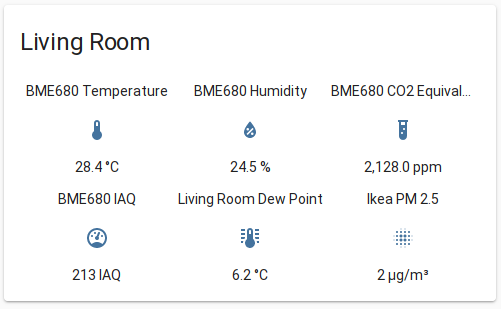 Living Room
BME680 Temperature BME680 Humidity BME680 CO2 Equival...
28.4 °C 24.5 % 2,128.0 ppm
BME680 IAQ Living Room Dew Point Ikea PM 2.5
213 IAQ 6.2 °C 2 µg/m³